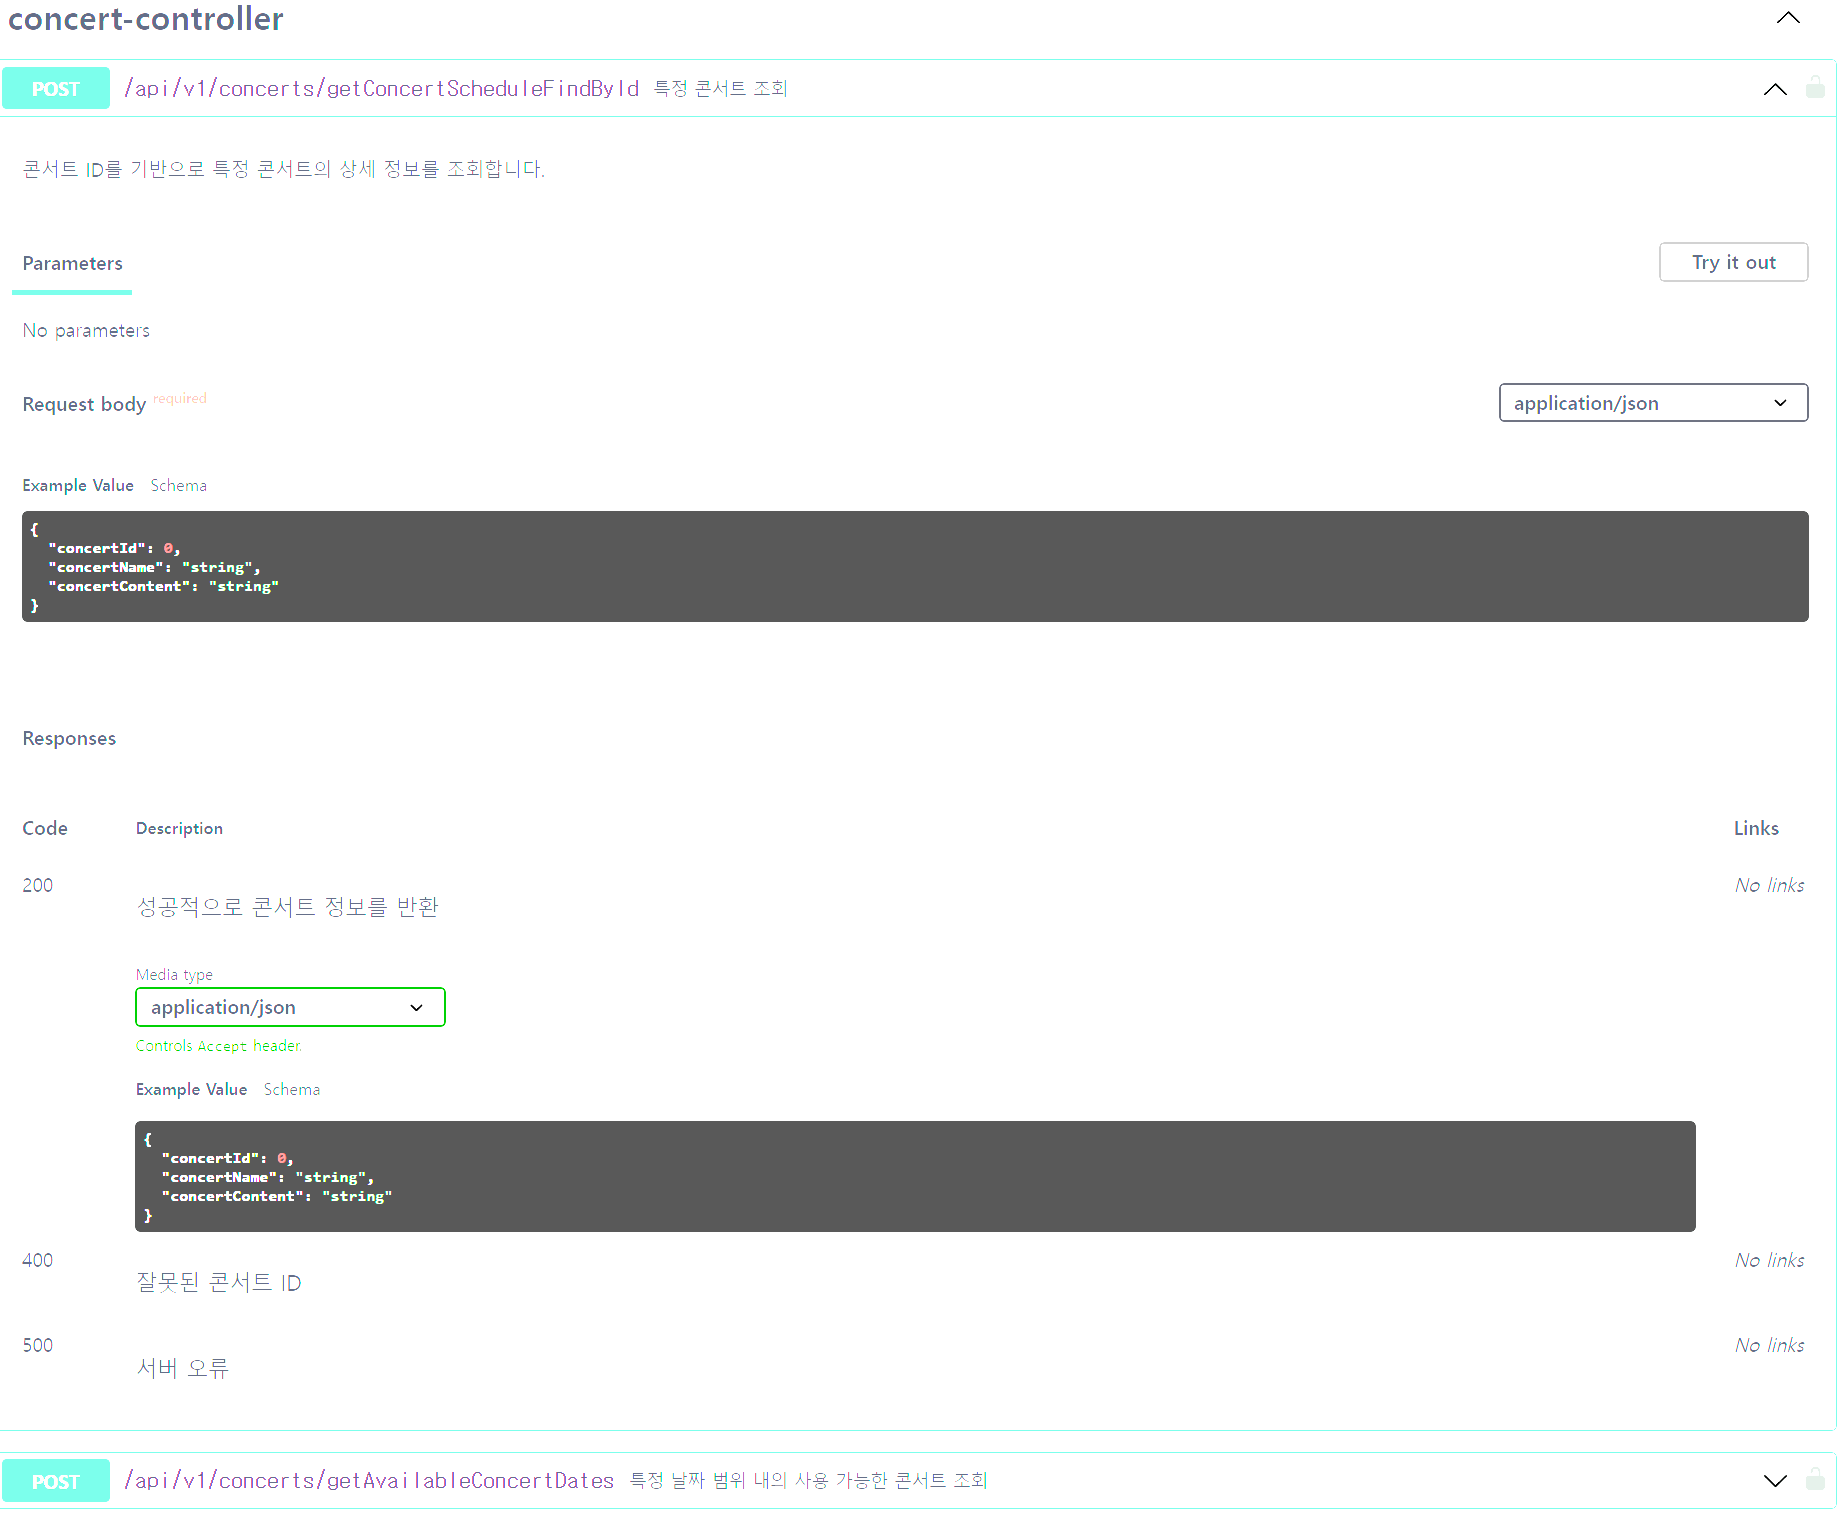 concert-controller
POST /api/v1/concerts/getConcertScheduleFindById 특정 콘서트 조회
콘서트 ID를 기반으로 특정 콘서트의 상세 정보를 조회합니다.
Parameters
Try it out
No parameters
Request body required
application/json
Example Value Schema
{
"concertId": 0,
"concertName": "string",
"concertContent": "string"
}
Responses
Code Description Links
200 No links
성공적으로 콘서트 정보를 반환
Media type
application/json
Controls Accept header.
Example Value Schema
{
"concertId": 0,
"concertName": "string",
"concertContent": "string"
}
400 No links
잘못된 콘서트 ID
500 No links
서버 오류
POST /api/v1/concerts/getAvailableConcertDates 특정 날짜 범위 내의 사용 가능한 콘서트 조회